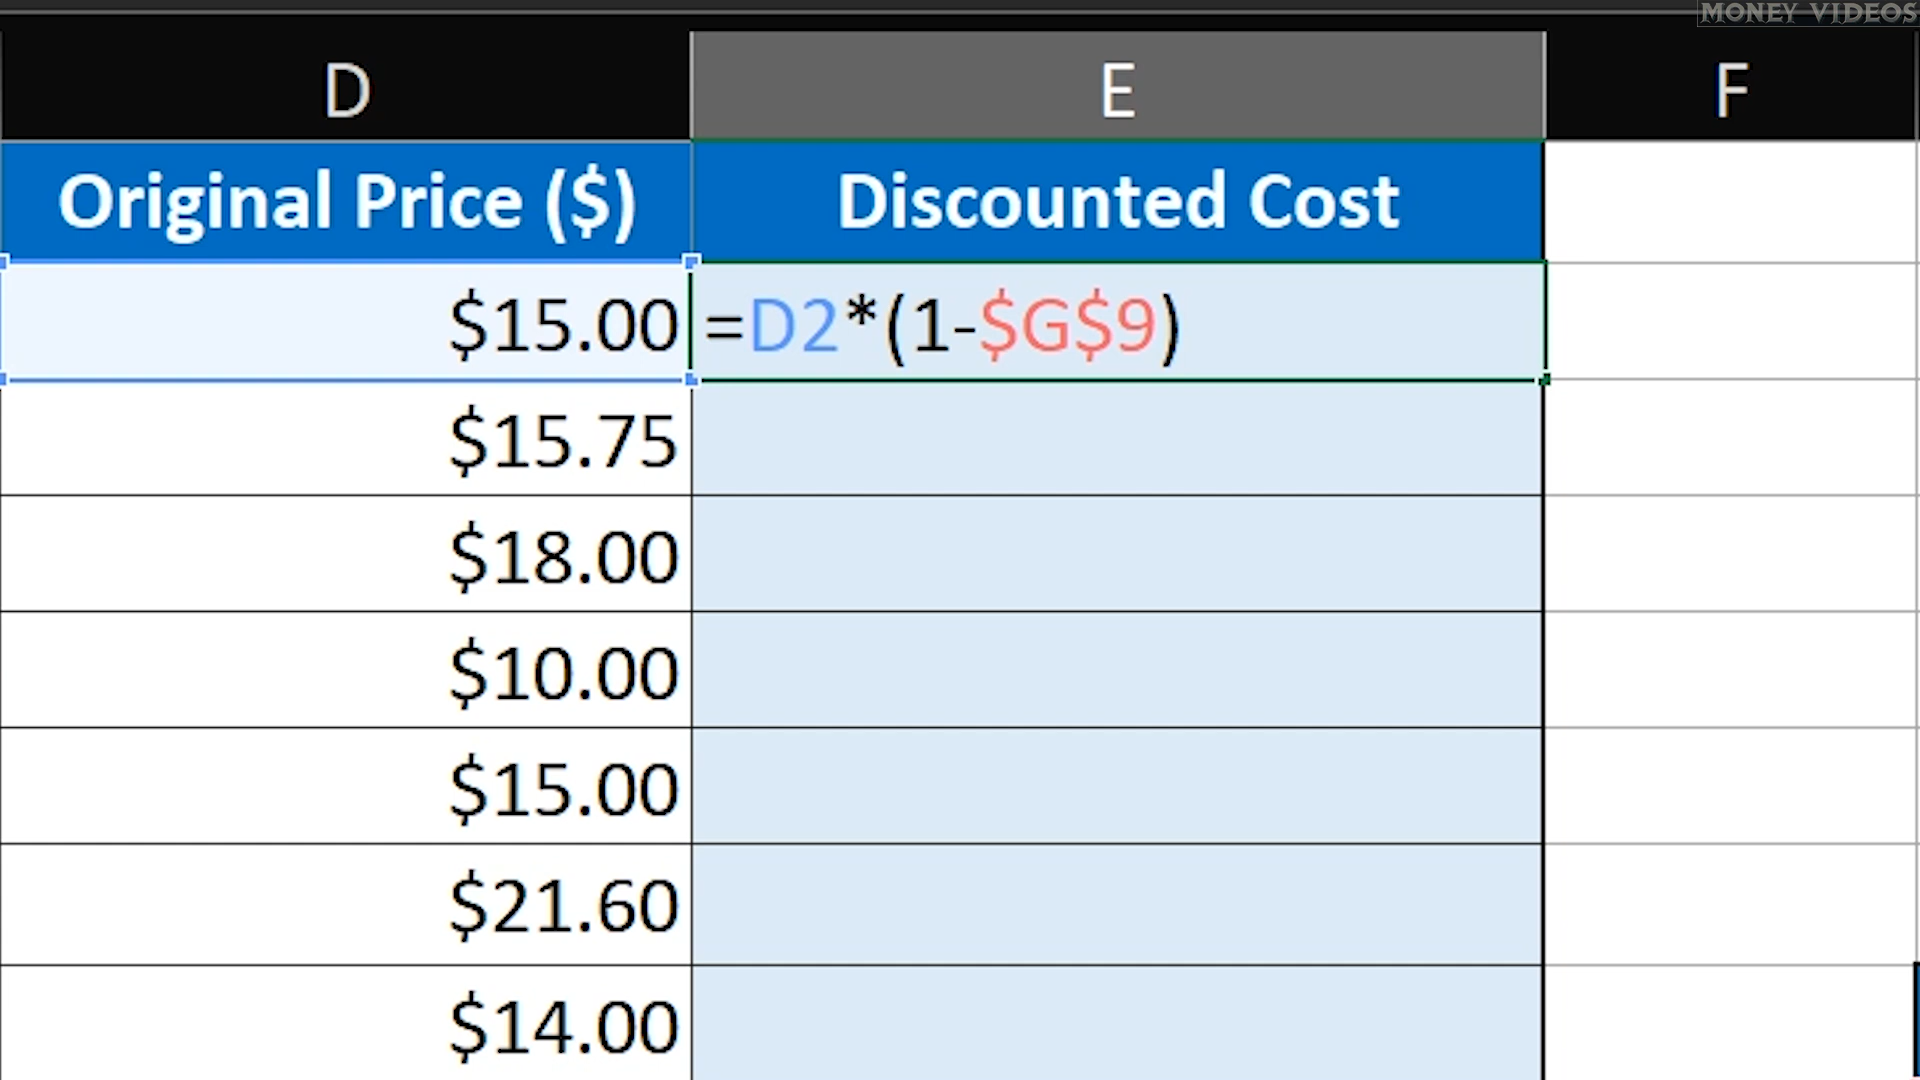 MONEY VIDEOS
D E F
Original Price ($) Discounted Cost
$15.00 =D2*(1-$G$9)
$15.75
$18.00
$10.00
$15.00
$21.60
$14.00